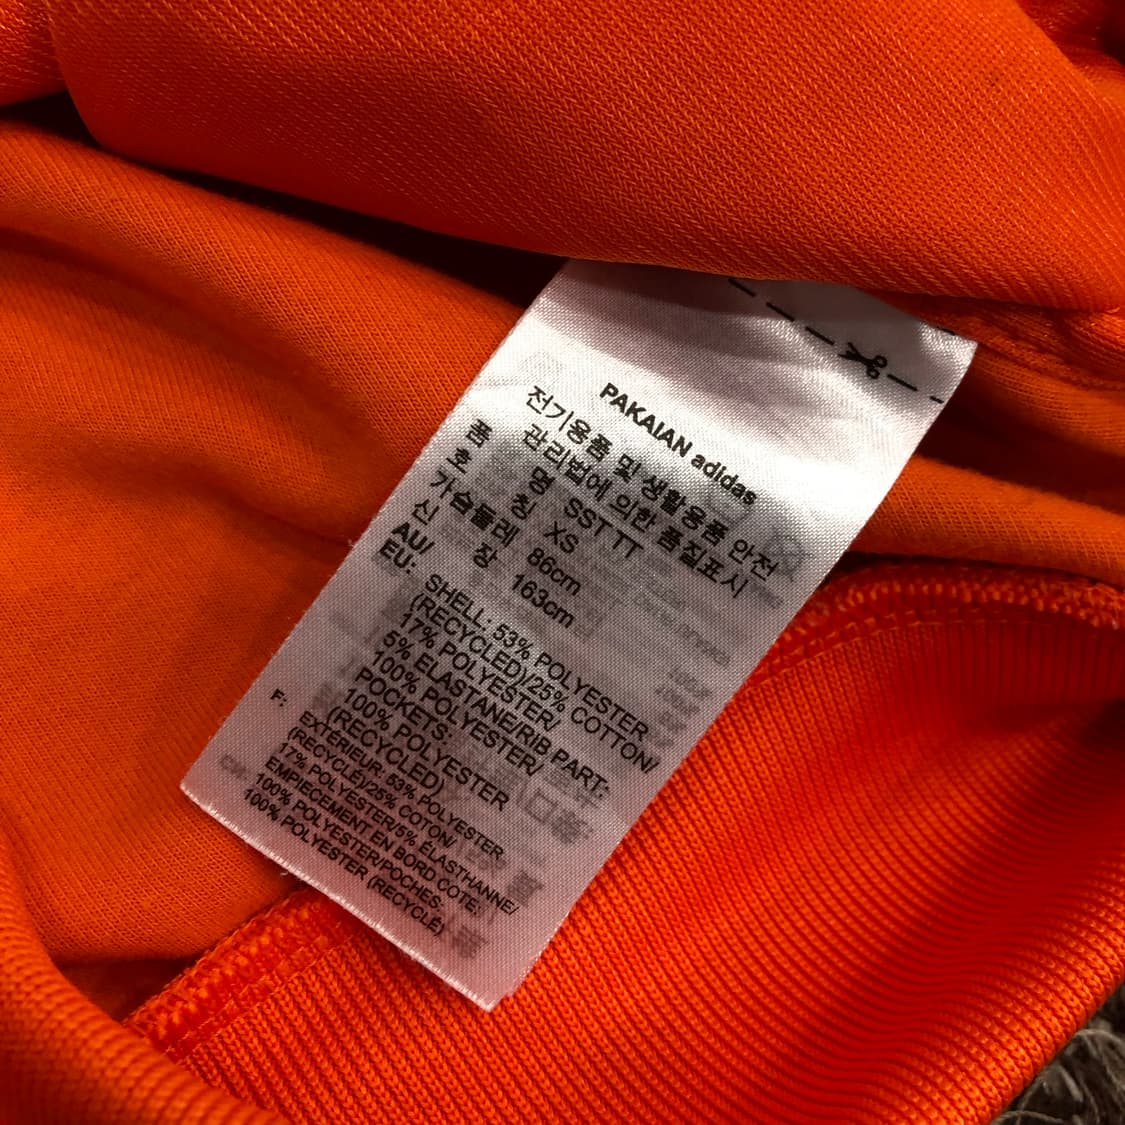 PAKAIAN adidas
전기용품 및 생활용품 안전
관리법에 의한 품질표시
품 명 SST TT
호 칭 XS
가슴둘레 86cm
신 장 163cm
AU/
EU: SHELL: 53% POLYESTER
(RECYCLED)/25% COTTON/
17% POLYESTER/
5% ELASTANE/RIB PART:
100% POLYESTER/
POCKETS:
100% POLYESTER
(RECYCLED)
F: EXTÉRIEUR: 53% POLYESTER
(RECYCLÉ)/25% COTON/
17% POLYESTER/5% ÉLASTHANNE/
EMPIECEMENT EN BORD COTE:
100% POLYESTER/POCHES:
100% POLYESTER (RECYCLÉ)